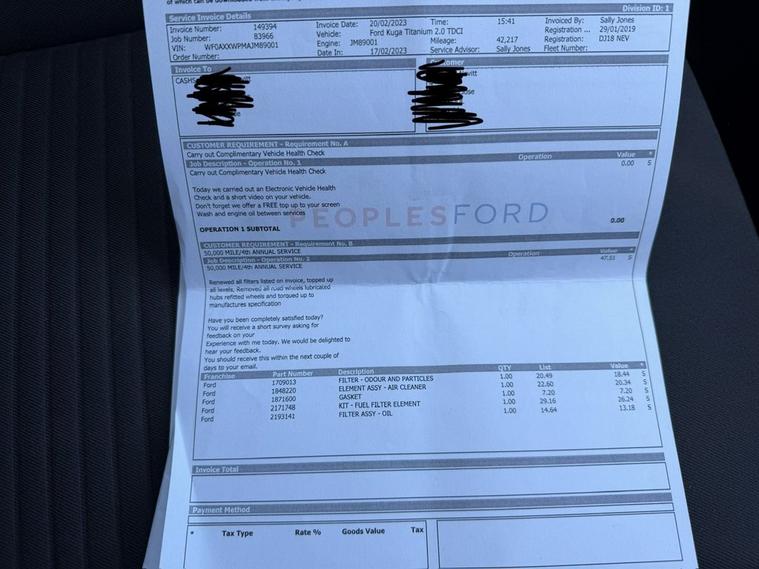 Division ID: 1
Service Invoice Details
Invoice Number: 149394 Invoice Date: 20/02/2023 Time: 15:41 Invoiced By: Sally Jones
Job Number: 83966 Vehicle: Ford Kuga Titanium 2.0 TDCI Registration ... 29/01/2019
VIN: WF0AXXWPMAJM89001 Engine: JM89001 Mileage: 42,217 Registration: DJ18 NEV
Order Number: Date In: 17/02/2023 Service Advisor: Sally Jones Fleet Number:
Invoice To Customer
CUSTOMER REQUIREMENT - Requirement No. A
Carry out Complimentary Vehicle Health Check
Job Description - Operation No. 1 Operation Value *
Carry out Complimentary Vehicle Health Check 0.00 S
Today we carried out an Electronic Vehicle Health
Check and a short video on your vehicle.
Don't forget we offer a FREE top up to your screen
Wash and engine oil between services
PEOPLESFORD
OPERATION 1 SUBTOTAL 0.00
CUSTOMER REQUIREMENT - Requirement No. B
50,000 MILE/4th ANNUAL SERVICE
Job Description - Operation No. 2 Operation Value *
50,000 MILE/4th ANNUAL SERVICE 47.51 S
Renewed all filters listed on invoice, topped up
all levels, Removed all road wheels lubricated
hubs refitted wheels and torqued up to
manufactures specification
Have you been completely satisfied today?
You will receive a short survey asking for
feedback on your
Experience with me today. We would be delighted to
hear your feedback.
You should receive this within the next couple of
days to your email.
Franchise Part Number Description QTY List Value *
Ford 1709013 FILTER - ODOUR AND PARTICLES 1.00 20.49 18.44 S
Ford 1848220 ELEMENT ASSY - AIR CLEANER 1.00 22.60 20.34 S
Ford 1871600 GASKET 1.00 7.20 7.20 S
Ford 2171748 KIT - FUEL FILTER ELEMENT 1.00 29.16 26.24 S
Ford 2193141 FILTER ASSY - OIL 1.00 14.64 13.18 S
Invoice Total
Payment Method
* Tax Type Rate % Goods Value Tax